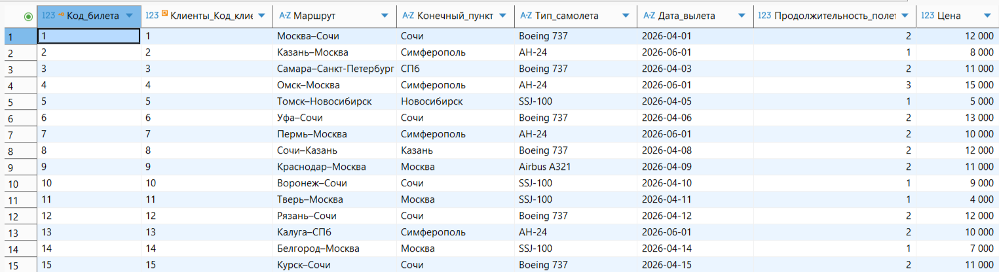 123 Код_билета 123 Клиенты_Код_клие A-Z Маршрут A-Z Конечный_пункт A-Z Тип_самолета A-Z Дата_вылета 123 Продолжительность_полет 123 Цена
1 1 1 Москва–Сочи Сочи Boeing 737 2026-04-01 2 12 000
2 2 2 Казань–Москва Симферополь АН-24 2026-06-01 1 8 000
3 3 3 Самара–Санкт-Петербург СПб Boeing 737 2026-04-03 2 11 000
4 4 4 Омск–Москва Симферополь АН-24 2026-06-01 3 15 000
5 5 5 Томск–Новосибирск Новосибирск SSJ-100 2026-04-05 1 5 000
6 6 6 Уфа–Сочи Сочи Boeing 737 2026-04-06 2 13 000
7 7 7 Пермь–Москва Симферополь АН-24 2026-06-01 2 10 000
8 8 8 Сочи–Казань Казань Boeing 737 2026-04-08 2 12 000
9 9 9 Краснодар–Москва Москва Airbus A321 2026-04-09 2 11 000
10 10 10 Воронеж–Сочи Сочи SSJ-100 2026-04-10 1 9 000
11 11 11 Тверь–Москва Москва SSJ-100 2026-04-11 1 4 000
12 12 12 Рязань–Сочи Сочи Boeing 737 2026-04-12 2 12 000
13 13 13 Калуга–СПб Симферополь АН-24 2026-06-01 2 10 000
14 14 14 Белгород–Москва Москва SSJ-100 2026-04-14 1 7 000
15 15 15 Курск–Сочи Сочи Boeing 737 2026-04-15 2 11 000